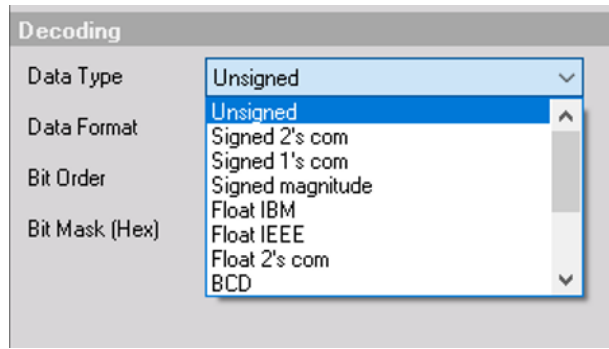 Decoding
Data Type
Unsigned
Unsigned
Data Format
Signed 2's com
Signed 1's com
Bit Order
Signed magnitude
Float IBM
Bit Mask (Hex)
Float IEEE
Float 2's com
BCD